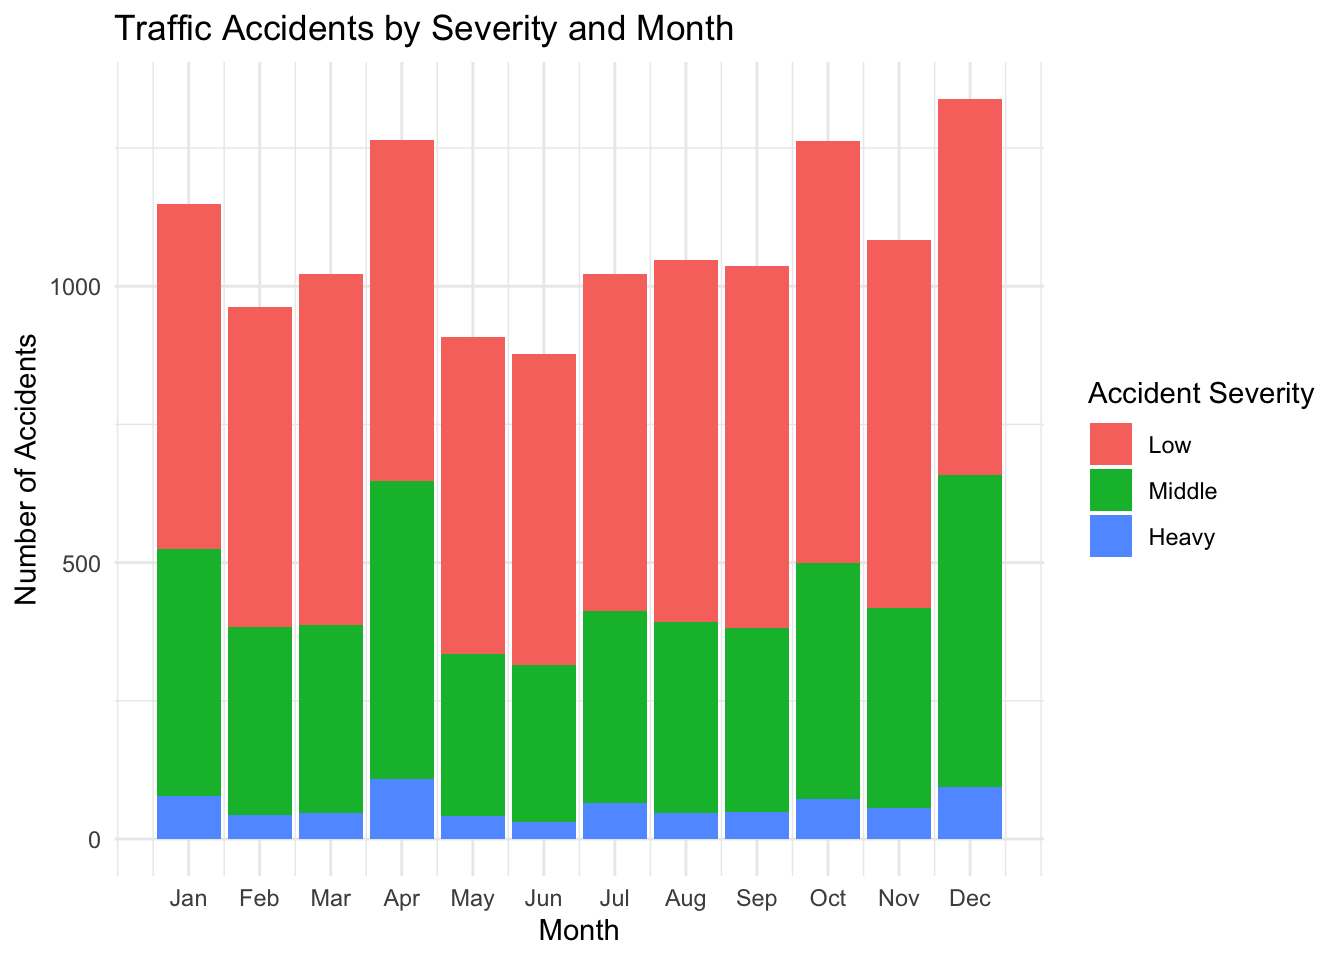 Traffic Accidents by Severity and Month
Number of Accidents
1000
500
0
Jan Feb Mar Apr May Jun Jul Aug Sep Oct Nov Dec
Month
Accident Severity
Low
Middle
Heavy